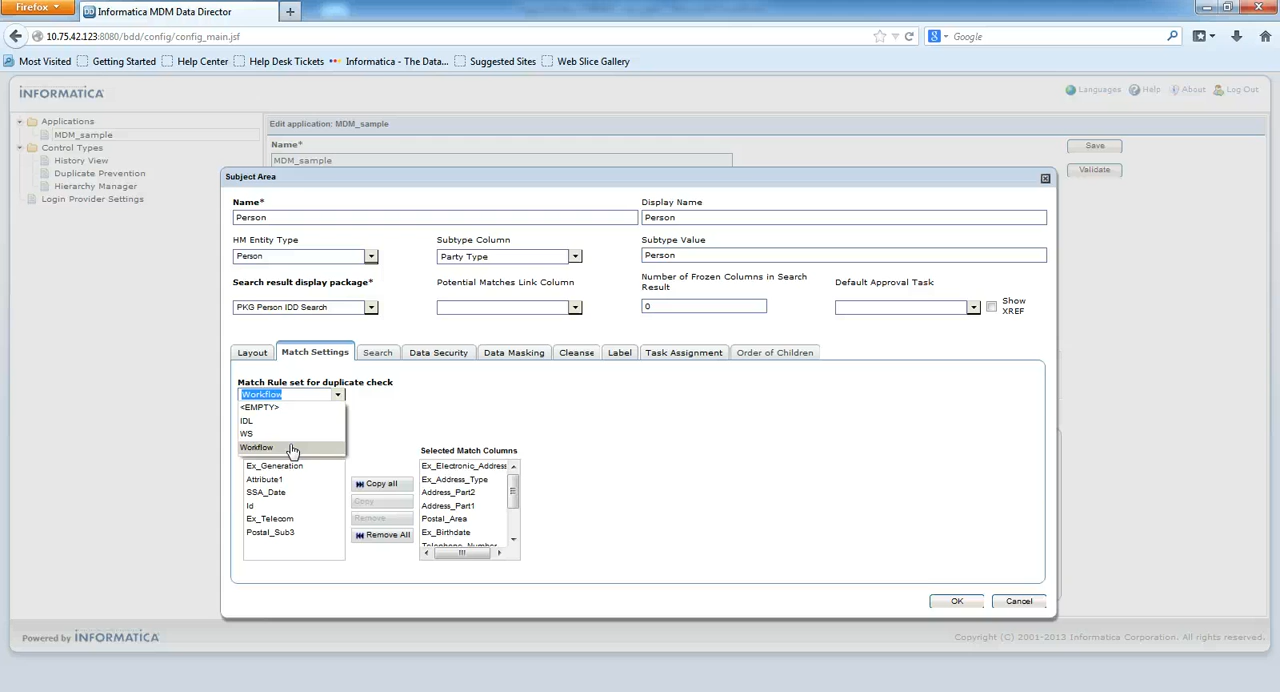 Firefox
Informatica MDM Data Director
10.75.42.123:8080/bdd/config/config_main.jsf
Google
Most Visited Getting Started Help Center Help Desk Tickets Informatica - The Data... Suggested Sites Web Slice Gallery
INFORMATICA
Languages Help About Log Out
Applications
MDM_sample
Control Types
History View
Duplicate Prevention
Hierarchy Manager
Login Provider Settings
Edit application: MDM_sample
Name*
MDM_sample
Save
Validate
Subject Area
Name* Display Name
Person Person
HM Entity Type Subtype Column Subtype Value
Person Party Type Person
Search result display package* Potential Matches Link Column Number of Frozen Columns in Search Result Default Approval Task
PKG Person IDD Search 0 Show XREF
Layout Match Settings Search Data Security Data Masking Cleanse Label Task Assignment Order of Children
Match Rule set for duplicate check
Workflow
<EMPTY>
IDL
WS
Workflow
Ex_Generation
Attribute1
SSA_Date
Id
Ex_Telecom
Postal_Sub3
Copy all
Copy
Remove
Remove All
Selected Match Columns
Ex_Electronic_Address
Ex_Address_Type
Address_Part2
Address_Part1
Postal_Area
Ex_Birthdate
Telephone_Number
OK Cancel
Powered by INFORMATICA
Copyright (C) 2001-2013 Informatica Corporation. All rights reserved.